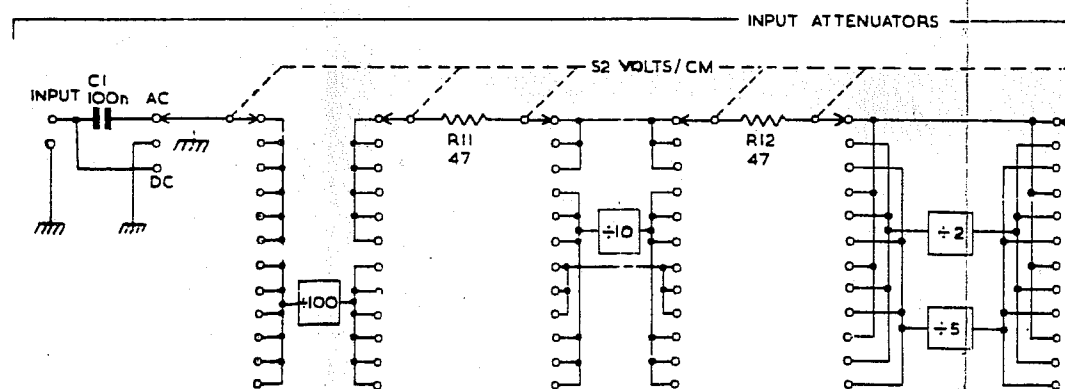 INPUT ATTENUATORS
S2 VOLTS/CM
INPUT
C1
100n
AC
DC
R11
47
R12
47
÷100
÷10
÷2
÷5